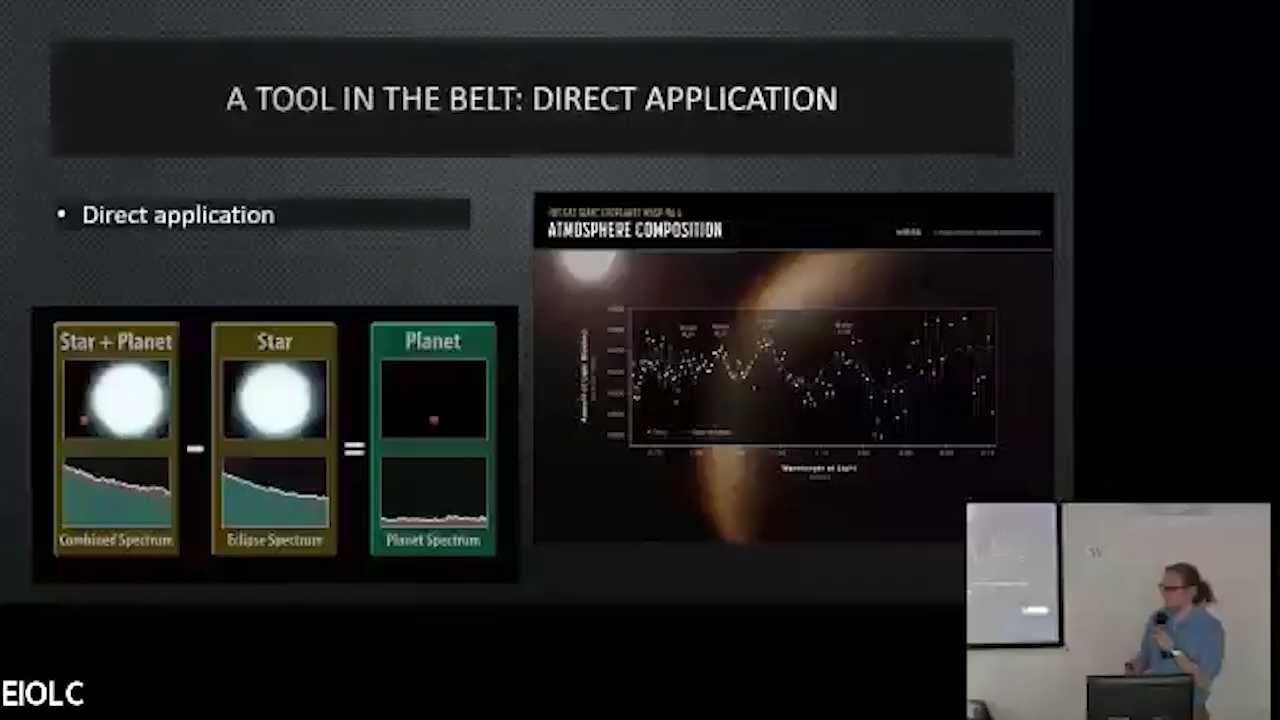 A TOOL IN THE BELT: DIRECT APPLICATION
• Direct application
ATMOSPHERE COMPOSITION
Star + Planet
Star
Planet
-
=
Combined Spectrum
Eclipse Spectrum
Planet Spectrum
Wavelength of Light
EIOLC